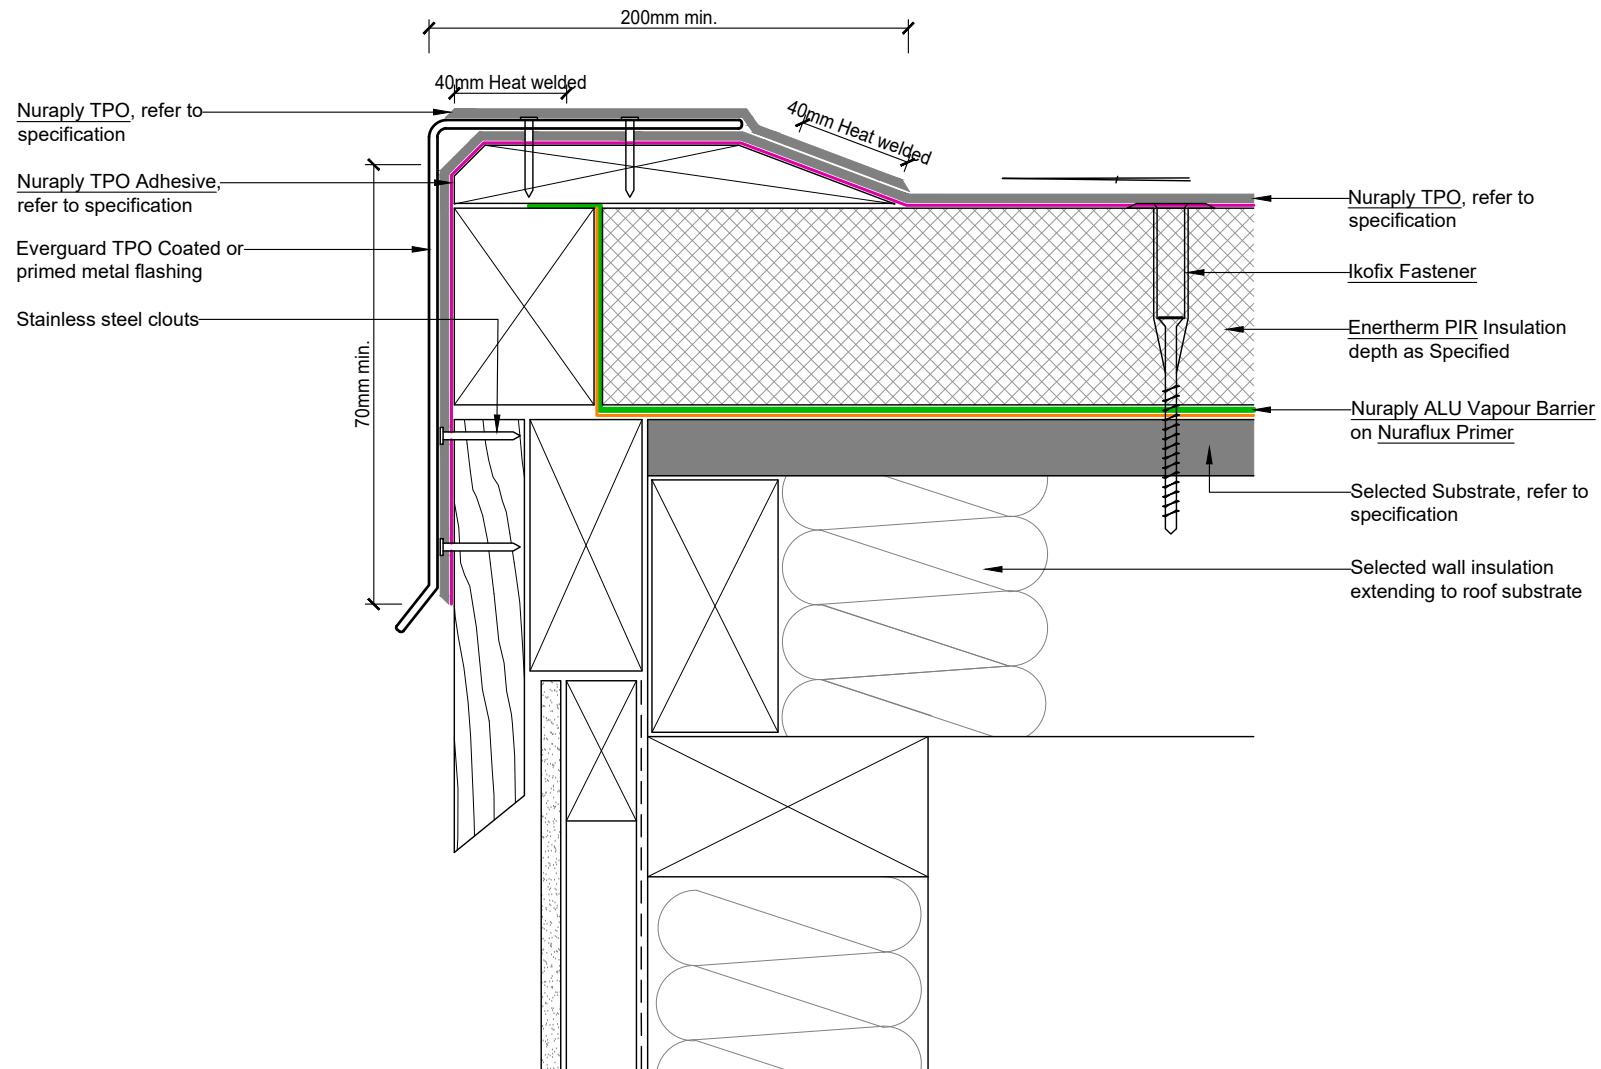 200mm min.
40mm Heat welded
40mm Heat welded
Nuraply TPO, refer to
specification
Nuraply TPO Adhesive,
refer to specification
Everguard TPO Coated or
primed metal flashing
Stainless steel clouts
70mm min.
Nuraply TPO, refer to
specification
Ikofix Fastener
Enertherm PIR Insulation
depth as Specified
Nuraply ALU Vapour Barrier
on Nuraflux Primer
Selected Substrate, refer to
specification
Selected wall insulation
extending to roof substrate